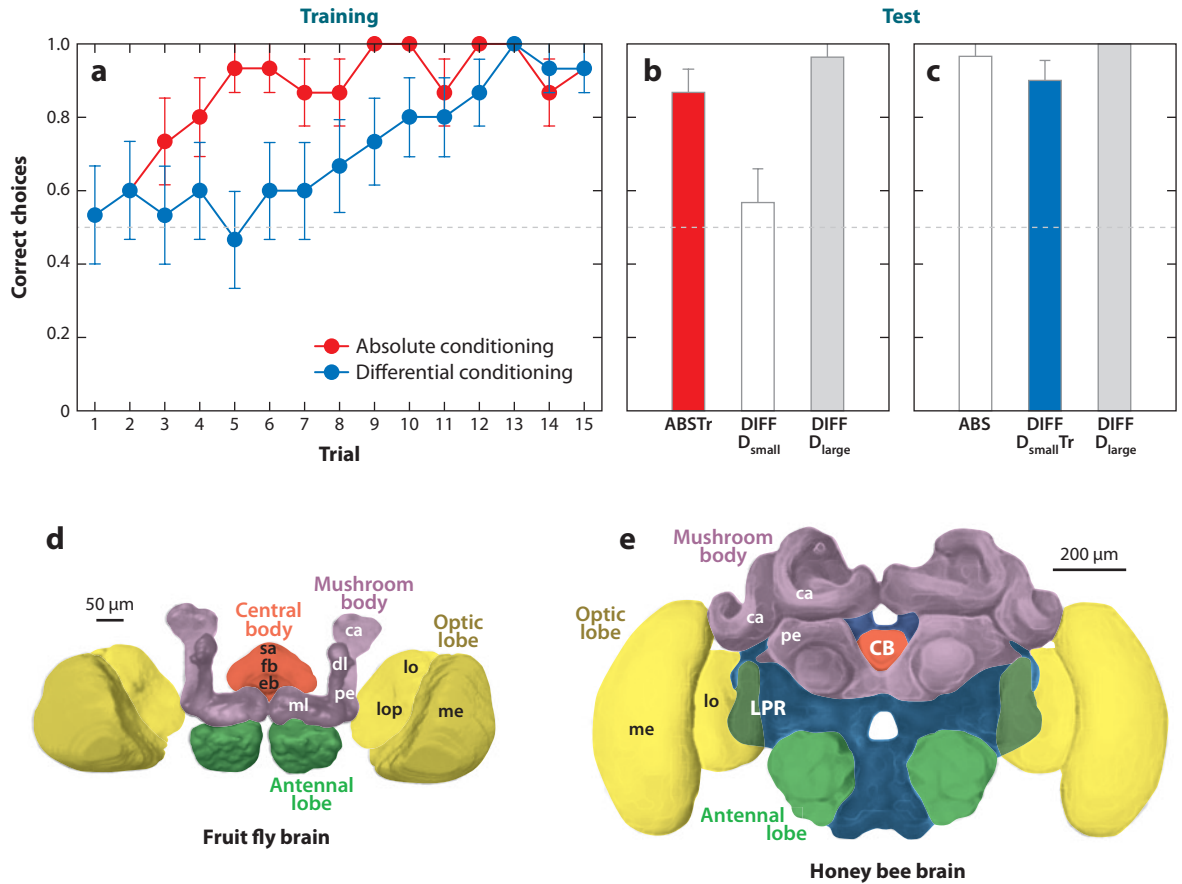 Training
Test
a
b
c
Correct choices
1.0
0.8
0.6
0.4
0.2
0
Absolute conditioning
Differential conditioning
1 2 3 4 5 6 7 8 9 10 11 12 13 14 15
Trial
ABSTr
DIFF
Dsmall
DIFF
Dlarge
ABS
DIFF
DsmallTr
DIFF
Dlarge
d
50 µm
Mushroom
body
Central
body
Optic
lobe
sa
fb
eb
ca
dl
pe
ml
lo
lop
me
Antennal
lobe
Fruit fly brain
e
Mushroom
body
200 µm
Optic
lobe
ca
ca
pe
CB
lo
LPR
me
Antennal
lobe
Honey bee brain